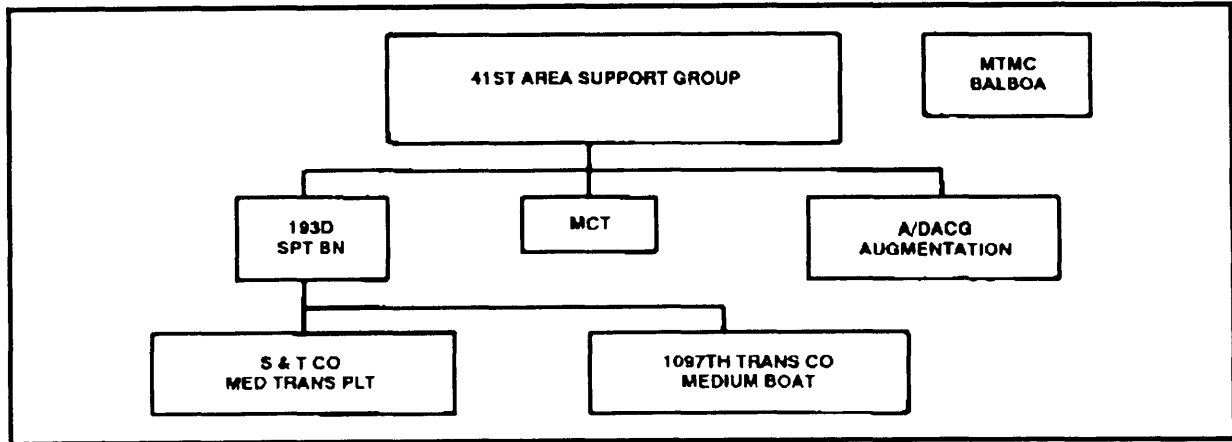 41ST AREA SUPPORT GROUP
MTMC
BALBOA
193D
SPT BN
MCT
A/DACG
AUGMENTATION
S & T CO
MED TRANS PLT
1097TH TRANS CO
MEDIUM BOAT